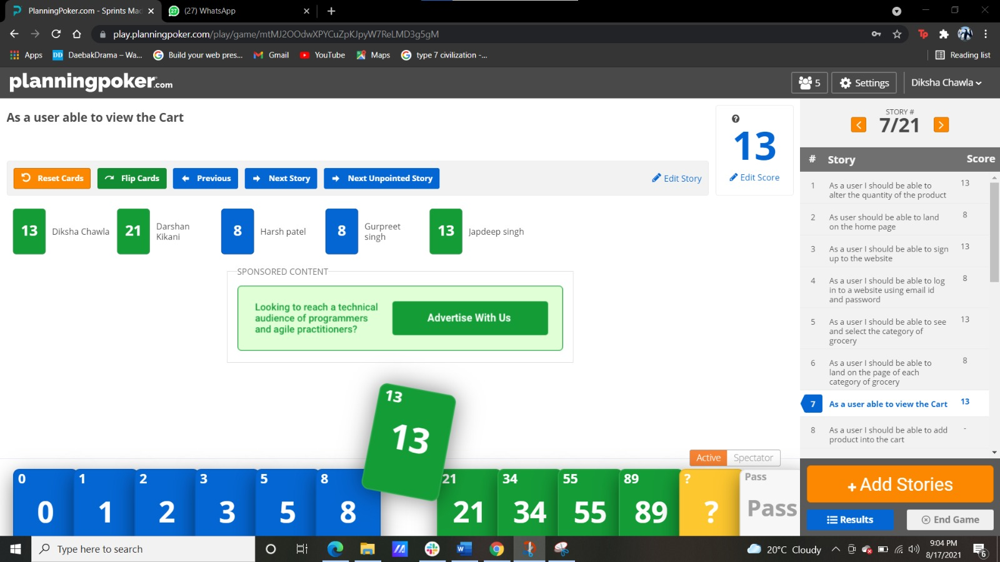 PlanningPoker.com - Sprints Mad
(27) WhatsApp
play.planningpoker.com/play/game/mtMJ2OOdwXPYCuZpKJpyW7ReLMD3g5gM
Apps
DaebakDrama – Wa...
Build your web pres...
Gmail
YouTube
Maps
type 7 civilization -...
Reading list
planningpoker.com
5
Settings
Diksha Chawla
As a user able to view the Cart
13
Edit Score
Reset Cards
Flip Cards
Previous
Next Story
Next Unpointed Story
Edit Story
13
Diksha Chawla
21
Darshan
Kikani
8
Harsh patel
8
Gurpreet
singh
13
Japdeep singh
SPONSORED CONTENT
Looking to reach a technical
audience of programmers
and agile practitioners?
Advertise With Us
13
13
Active
Spectator
0
0
1
1
2
2
3
3
5
5
8
8
21
21
34
34
55
55
89
89
?
?
Pass
Pass
STORY #
7/21
# Story Score
1 As a user I should be able to 13
alter the quantity of the product
2 As user should be able to land 8
on the home page
3 As a user I should be able to sign 13
up to the website
4 As a user I should be able to log 8
in to a website using email id
and password
5 As a user I should be able to see 13
and select the category of
grocery
6 As a user I should be able to 8
land on the page of each
category of grocery
7 As a user able to view the Cart 13
8 As a user I should be able to add -
product into the cart
+ Add Stories
Results
End Game
Type here to search
20°C Cloudy
9:04 PM
8/17/2021
6